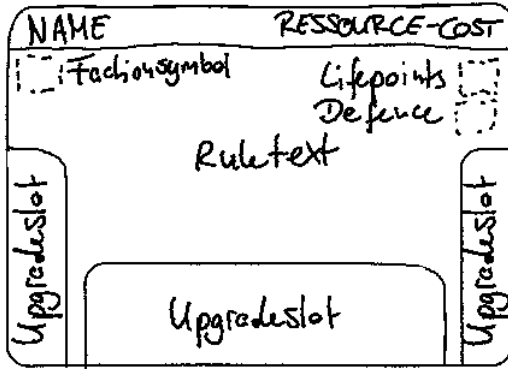 NAME RESSOURCE-COST
Factionsymbol Lifepoints
Defence
Ruletext
Upgradeslot
Upgradeslot
Upgradeslot